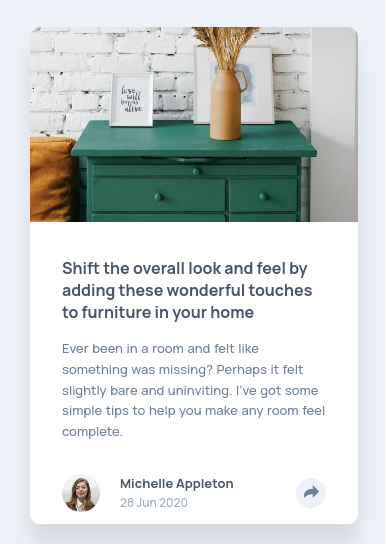 love
will
keep us
alive
Shift the overall look and feel by
adding these wonderful touches
to furniture in your home
Ever been in a room and felt like
something was missing? Perhaps it felt
slightly bare and uninviting. I've got some
simple tips to help you make any room feel
complete.
Michelle Appleton
28 Jun 2020